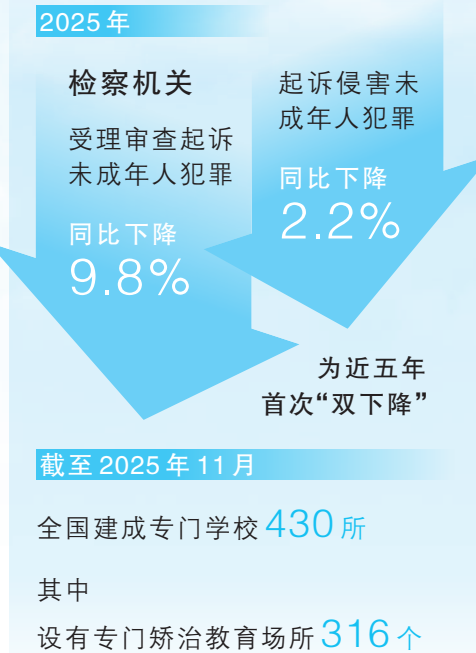 2025年
检察机关
受理审查起诉
未成年人犯罪
同比下降
9.8%
起诉侵害未
成年人犯罪
同比下降
2.2%
为近五年
首次“双下降”
截至2025年11月
全国建成专门学校430所
其中
设有专门矫治教育场所316个